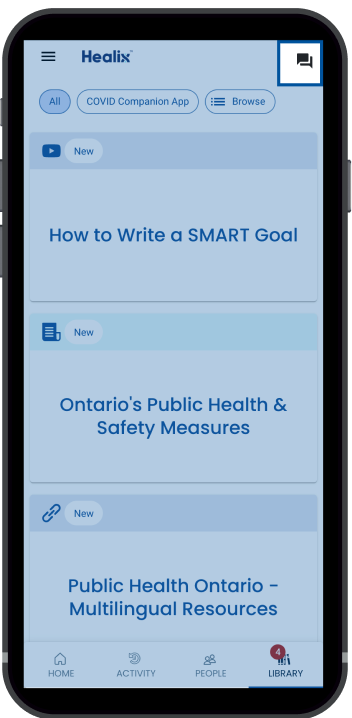 Healix
All
COVID Companion App
Browse
New
How to Write a SMART Goal
New
Ontario's Public Health &
Safety Measures
New
Public Health Ontario -
Multilingual Resources
4
HOME
ACTIVITY
PEOPLE
LIBRARY